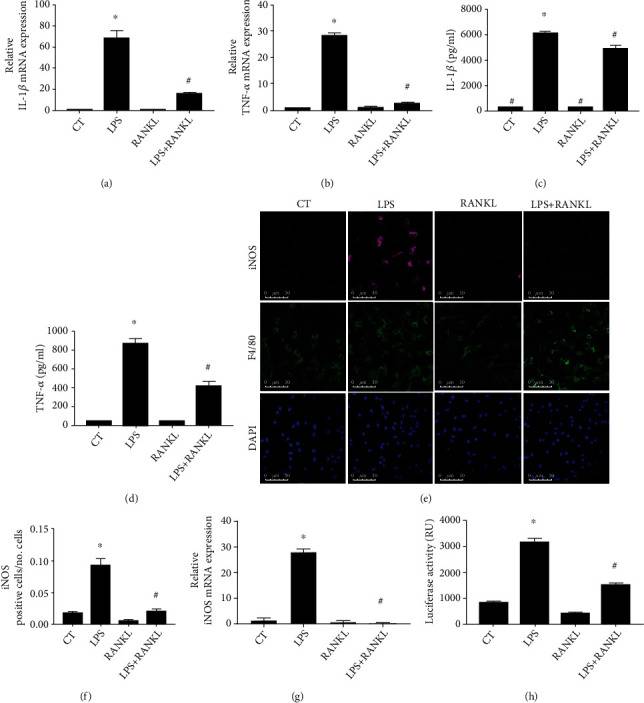 Relative
IL-1β mRNA expression
100
80
60
40
20
0
*
#
CT
LPS
RANKL
LPS+RANKL
(a)
Relative
TNF-α mRNA expression
40
30
20
10
0
*
#
CT
LPS
RANKL
LPS+RANKL
(b)
IL-1β (pg/ml)
8000
6000
4000
2000
0
#
*
#
#
CT
LPS
RANKL
LPS+RANKL
(c)
TNF-α (pg/ml)
1000
800
600
400
200
0
*
#
CT
LPS
RANKL
LPS+RANKL
(d)
CT LPS RANKL LPS+RANKL
iNOS
F4/80
DAPI
(e)
iNOS
positive cells/no. cells
0.15
0.10
0.05
0.00
*
#
CT
LPS
RANKL
LPS+RANKL
(f)
Relative
iNOS mRNA expression
40
30
20
10
0
*
#
CT
LPS
RANKL
LPS+RANKL
(g)
Luciferase activity (RU)
4000
3000
2000
1000
0
*
#
CT
LPS
RANKL
LPS+RANKL
(h)